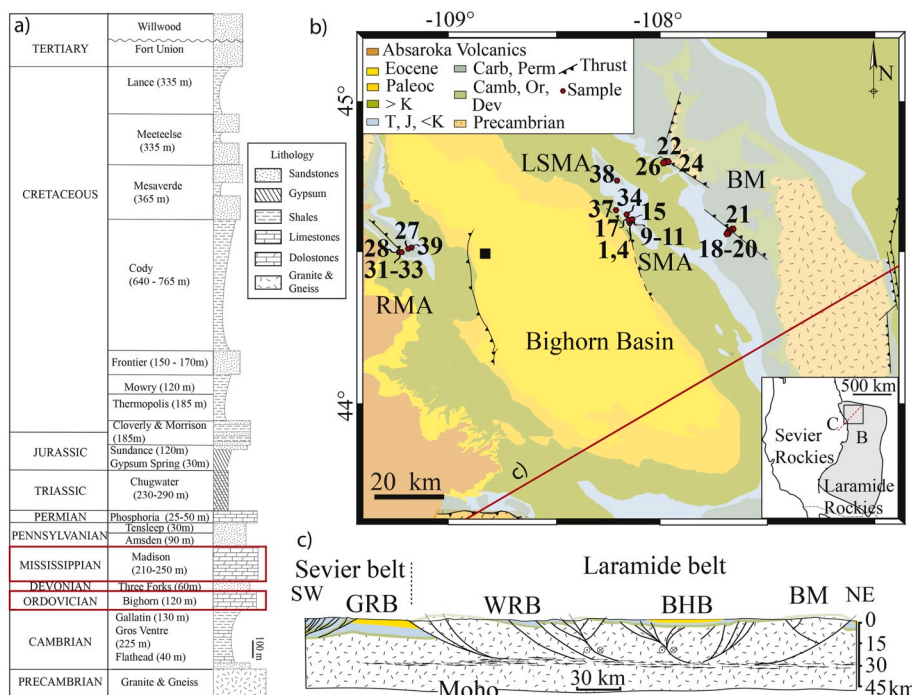 a)
TERTIARY
Willwood
Fort Union
CRETACEOUS
Lance (335 m)
Meeteelse
(335 m)
Mesaverde
(365 m)
Cody
(640 - 765 m)
Frontier (150 - 170m)
Mowry (120 m)
Thermopolis (185 m)
Cloverly & Morrison
(185m)
JURASSIC
Sundance (120m)
Gypsum Spring (30m)
TRIASSIC
Chugwater
(230-290 m)
PERMIAN
Phosphoria (25-50 m)
PENNSYLVANIAN
Tensleep (30m)
Amsden (90 m)
MISSISSIPPIAN
Madison
(210-250 m)
DEVONIAN
Three Forks (60m)
ORDOVICIAN
Bighorn (120 m)
CAMBRIAN
Gallatin (130 m)
Gros Ventre
(225 m)
Flathead (40 m)
100 m
PRECAMBRIAN
Granite & Gneiss
Lithology
Sandstones
Gypsum
Shales
Limestones
Dolostones
Granite &
Gneiss
b)
-109°
-108°
45°
44°
Absaroka Volcanics
Eocene
Paleoc
> K
T, J, <K
Carb, Perm
Camb, Or,
Dev
Precambrian
Thrust
Sample
N
LSMA
22
26
24
BM
38
34
37
15
17
9-11
1,4
SMA
21
18-20
27
28
39
31-33
RMA
Bighorn Basin
c)
20 km
500 km
C
B
Sevier
Rockies
Laramide
Rockies
c)
Sevier belt
Laramide belt
SW
GRB
WRB
BHB
BM
NE
0
15
30
45km
Moho
30 km